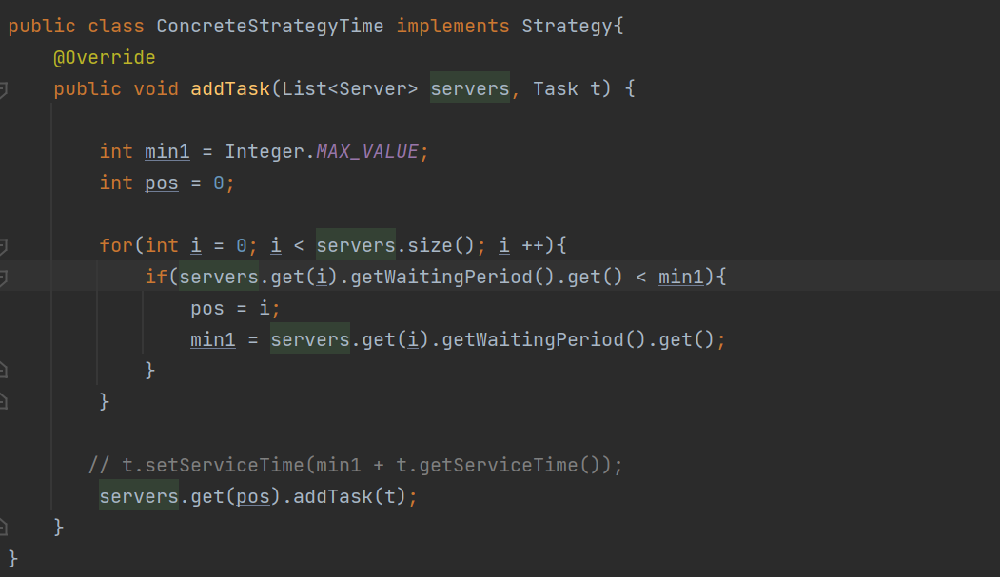 public class ConcreteStrategyTime implements Strategy{
    @Override
    public void addTask(List<Server> servers, Task t) {

        int min1 = Integer.MAX_VALUE;
        int pos = 0;

        for(int i = 0; i < servers.size(); i ++){
            if(servers.get(i).getWaitingPeriod().get() < min1){
                pos = i;
                min1 = servers.get(i).getWaitingPeriod().get();
            }
        }

       // t.setServiceTime(min1 + t.getServiceTime());
        servers.get(pos).addTask(t);
    }
}